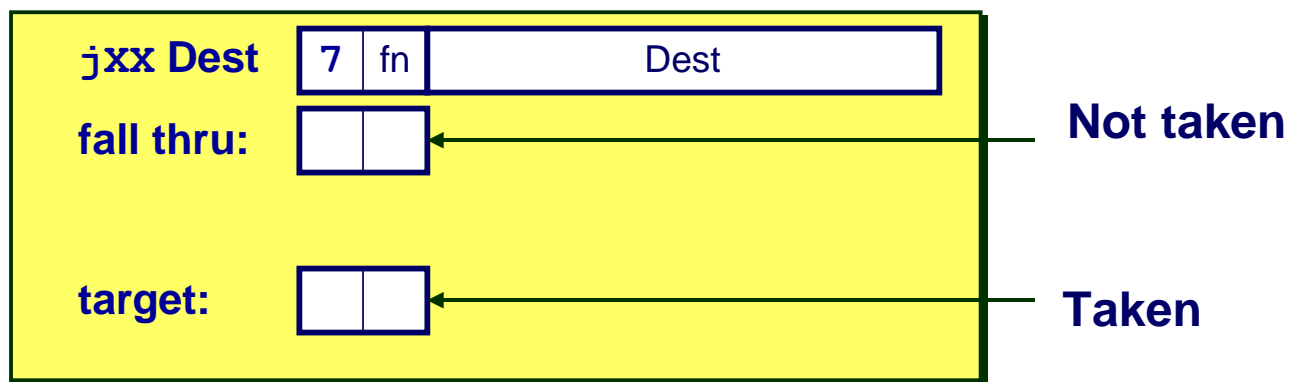 jXX Dest 7 fn Dest
fall thru: Not taken
target: Taken